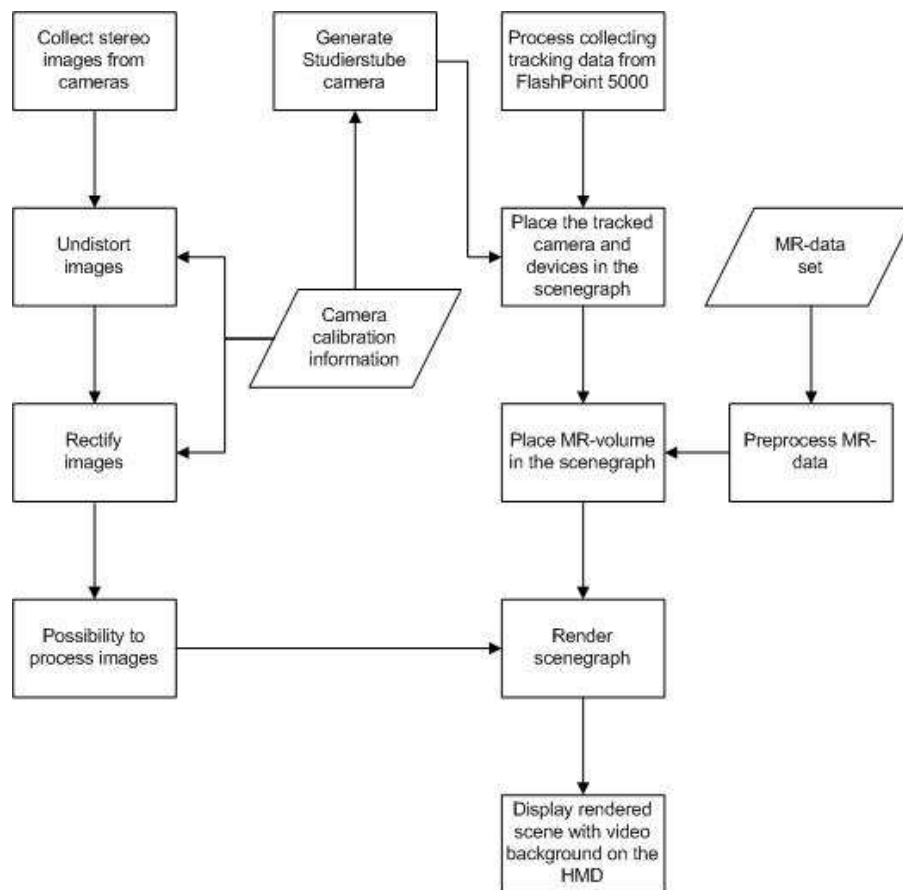 Collect stereo
images from
cameras
Generate
Studierstube
camera
Process collecting
tracking data from
FlashPoint 5000
Undistort
images
Place the tracked
camera and
devices in the
scenegraph
MR-data
set
Camera
calibration
information
Rectify
images
Place MR-volume
in the scenegraph
Preprocess MR-
data
Possibility to
process images
Render
scenegraph
Display rendered
scene with video
background on the
HMD